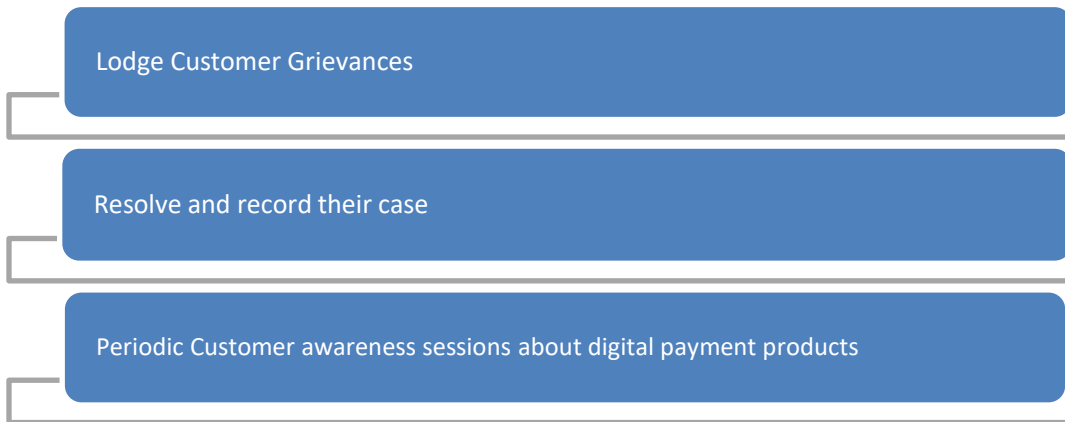 Lodge Customer Grievances
Resolve and record their case
Periodic Customer awareness sessions about digital payment products